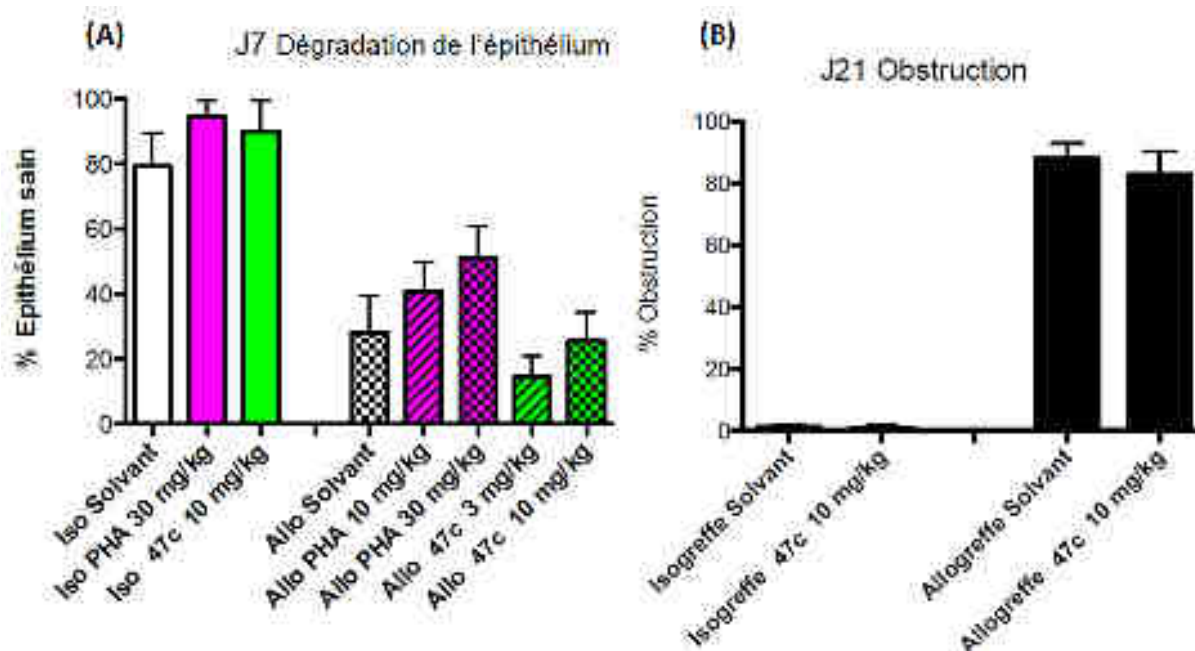 (A)
J7 Dégradation de l'épithélium
% Epithélium sain
100
80
60
40
20
0
Iso Solvant
Iso PHA 30 mg/kg
Iso 47c 10 mg/kg
Allo Solvant
Allo PHA 10 mg/kg
Allo PHA 30 mg/kg
Allo 47c 3 mg/kg
Allo 47c 10 mg/kg
(B)
J21 Obstruction
% Obstruction
100
80
60
40
20
0
Isogreffe Solvant
Isogreffe 47c 10 mg/kg
Allogreffe Solvant
Allogreffe 47c 10 mg/kg